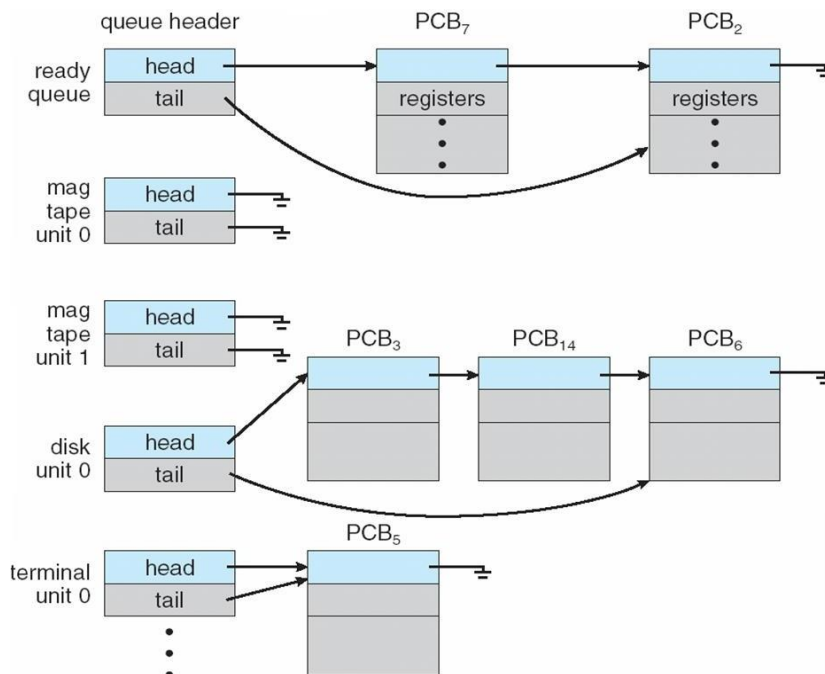 queue header
PCB₇
PCB₂
ready
queue
head
tail
registers
registers
mag
tape
unit 0
head
tail
mag
tape
unit 1
head
tail
PCB₃
PCB₁₄
PCB₆
disk
unit 0
head
tail
PCB₅
terminal
unit 0
head
tail